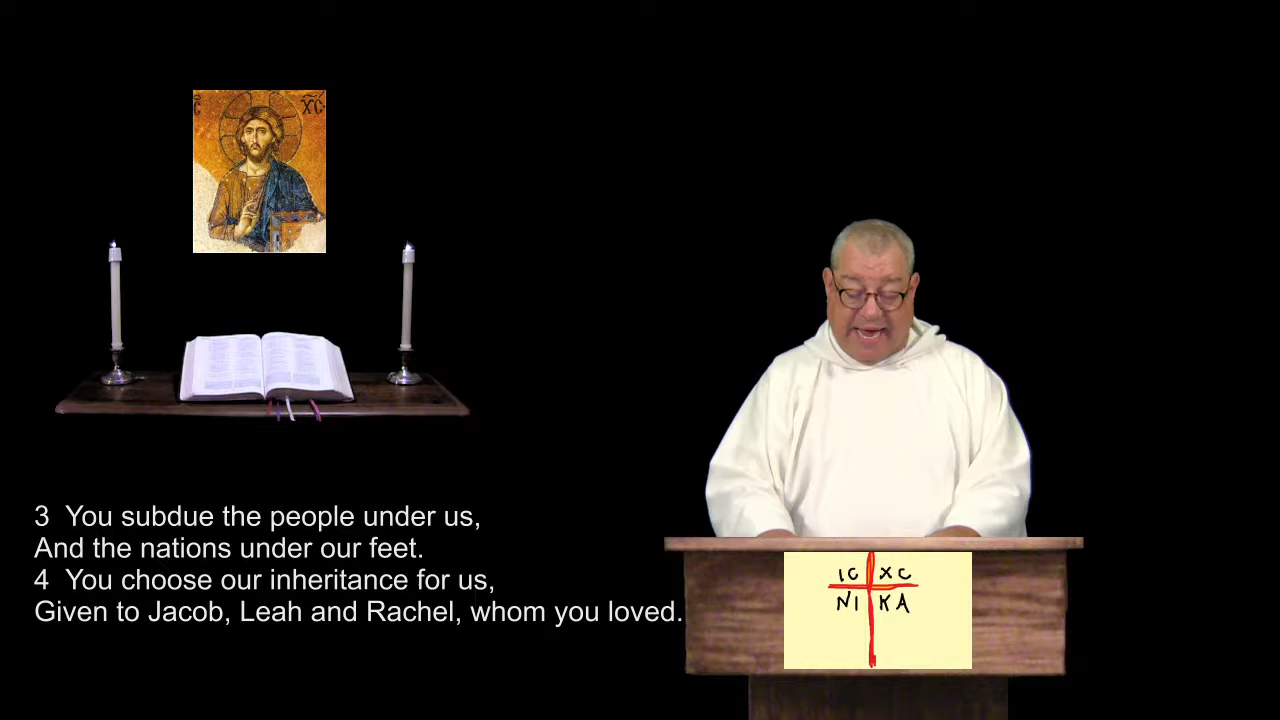 C XC
3 You subdue the people under us,
And the nations under our feet.
4 You choose our inheritance for us,
Given to Jacob, Leah and Rachel, whom you loved.
IC XC
NI KA